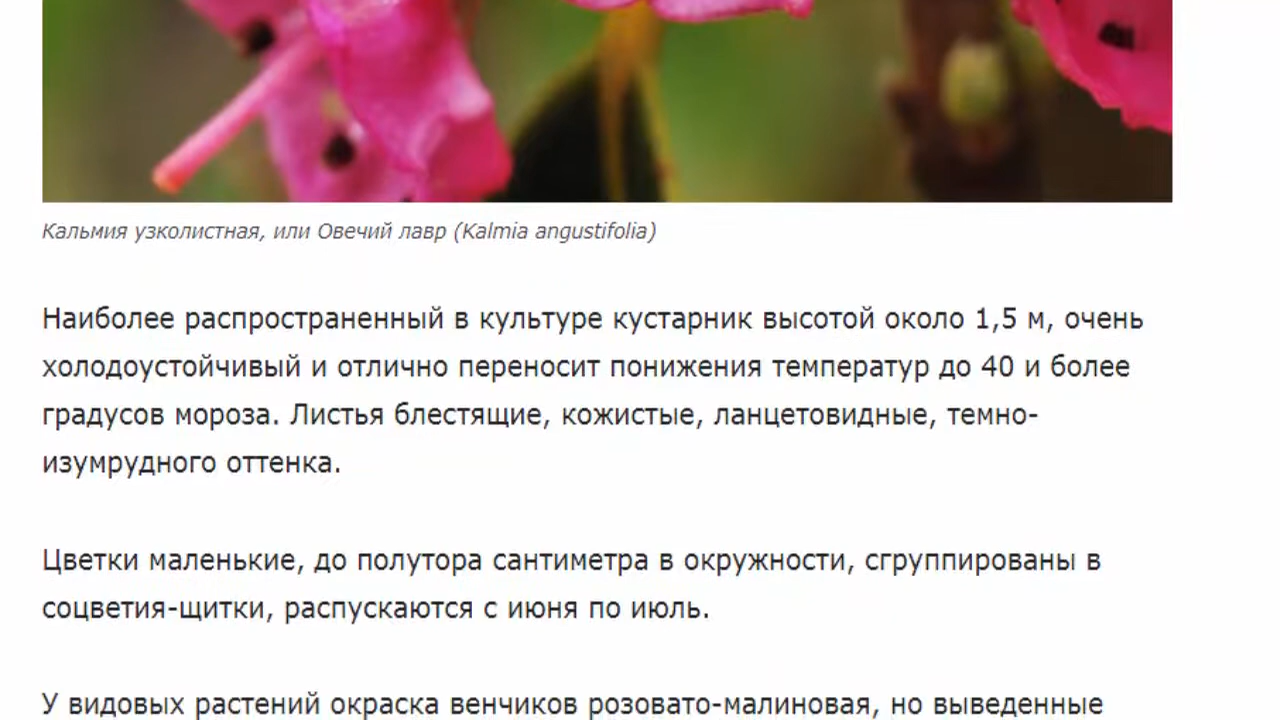 Кальмия узколистная, или Овечий лавр (Kalmia angustifolia)
Наиболее распространенный в культуре кустарник высотой около 1,5 м, очень
холодоустойчивый и отлично переносит понижения температур до 40 и более
градусов мороза. Листья блестящие, кожистые, ланцетовидные, темно-
изумрудного оттенка.
Цветки маленькие, до полутора сантиметра в окружности, сгруппированы в
соцветия-щитки, распускаются с июня по июль.
У видовых растений окраска венчиков розовато-малиновая, но выведенные